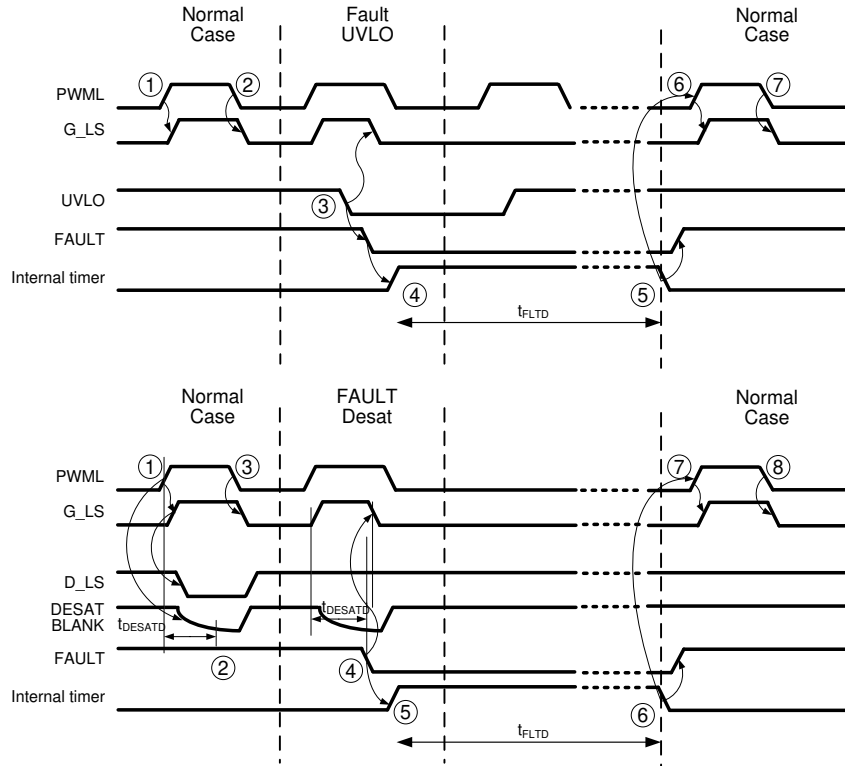 Normal
Case
Fault
UVLO
Normal
Case
1
2
6
7
PWML
G_LS
UVLO
3
FAULT
Internal timer
4
5
tFLTD
Normal
Case
FAULT
Desat
Normal
Case
1
3
7
8
PWML
G_LS
D_LS
DESAT
BLANK
tDESATD
tDESATD
FAULT
2
4
Internal timer
5
6
tFLTD